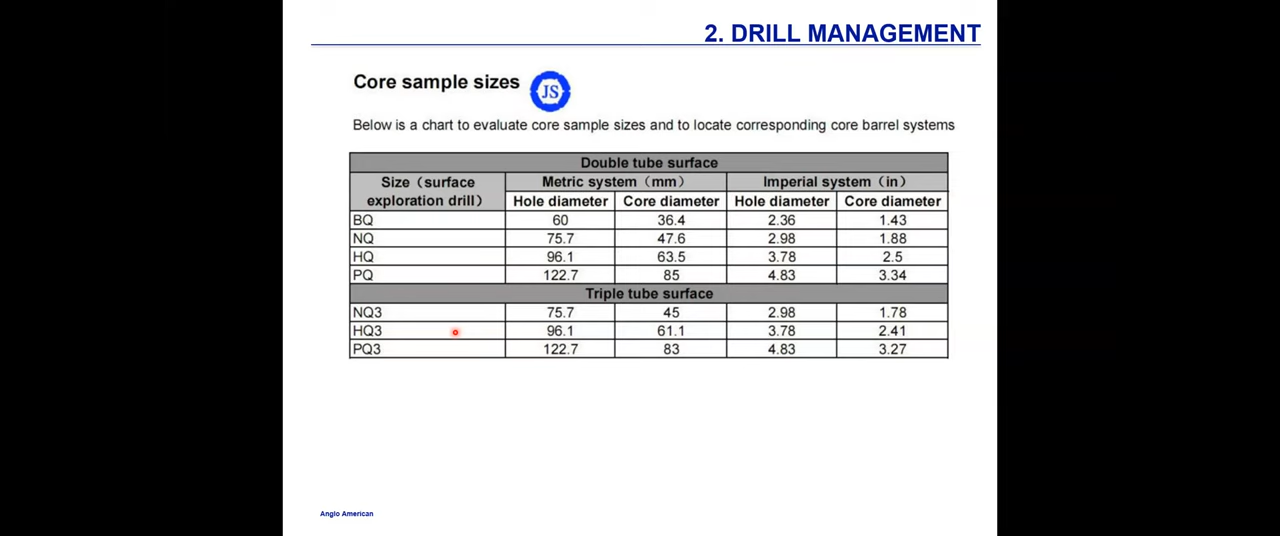 2. DRILL MANAGEMENT
Core sample sizes
JS
Below is a chart to evaluate core sample sizes and to locate corresponding core barrel systems
Double tube surface
Size (surface exploration drill) Metric system (mm) Imperial system (in)
Hole diameter Core diameter Hole diameter Core diameter
BQ 60 36.4 2.36 1.43
NQ 75.7 47.6 2.98 1.88
HQ 96.1 63.5 3.78 2.5
PQ 122.7 85 4.83 3.34
Triple tube surface
NQ3 75.7 45 2.98 1.78
HQ3 96.1 61.1 3.78 2.41
PQ3 122.7 83 4.83 3.27
Anglo American